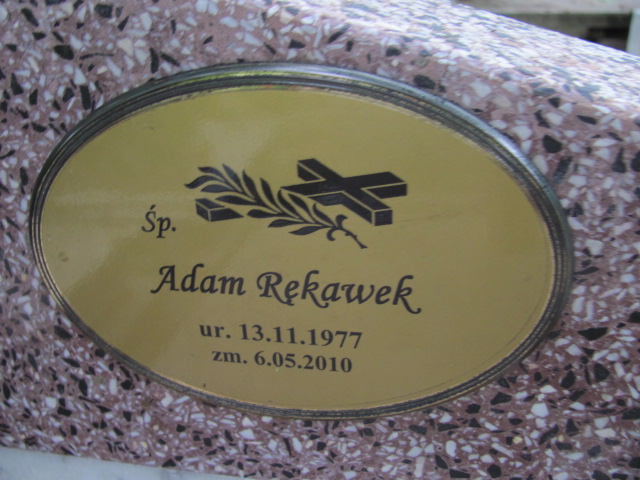 Śp.
Adam Rękawek
ur. 13.11.1977
zm. 6.05.2010